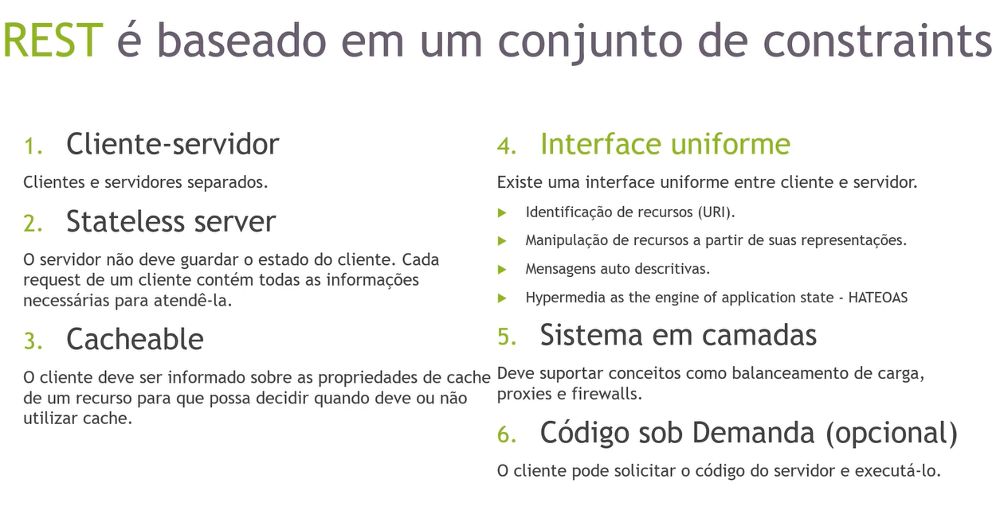 REST é baseado em um conjunto de constraints
1. Cliente-servidor
Clientes e servidores separados.
2. Stateless server
O servidor não deve guardar o estado do cliente. Cada
request de um cliente contém todas as informações
necessárias para atendê-la.
3. Cacheable
O cliente deve ser informado sobre as propriedades de cache
de um recurso para que possa decidir quando deve ou não
utilizar cache.
4. Interface uniforme
Existe uma interface uniforme entre cliente e servidor.
Identificação de recursos (URI).
Manipulação de recursos a partir de suas representações.
Mensagens auto descritivas.
Hypermedia as the engine of application state - HATEOAS
5. Sistema em camadas
Deve suportar conceitos como balanceamento de carga,
proxies e firewalls.
6. Código sob Demanda (opcional)
O cliente pode solicitar o código do servidor e executá-lo.